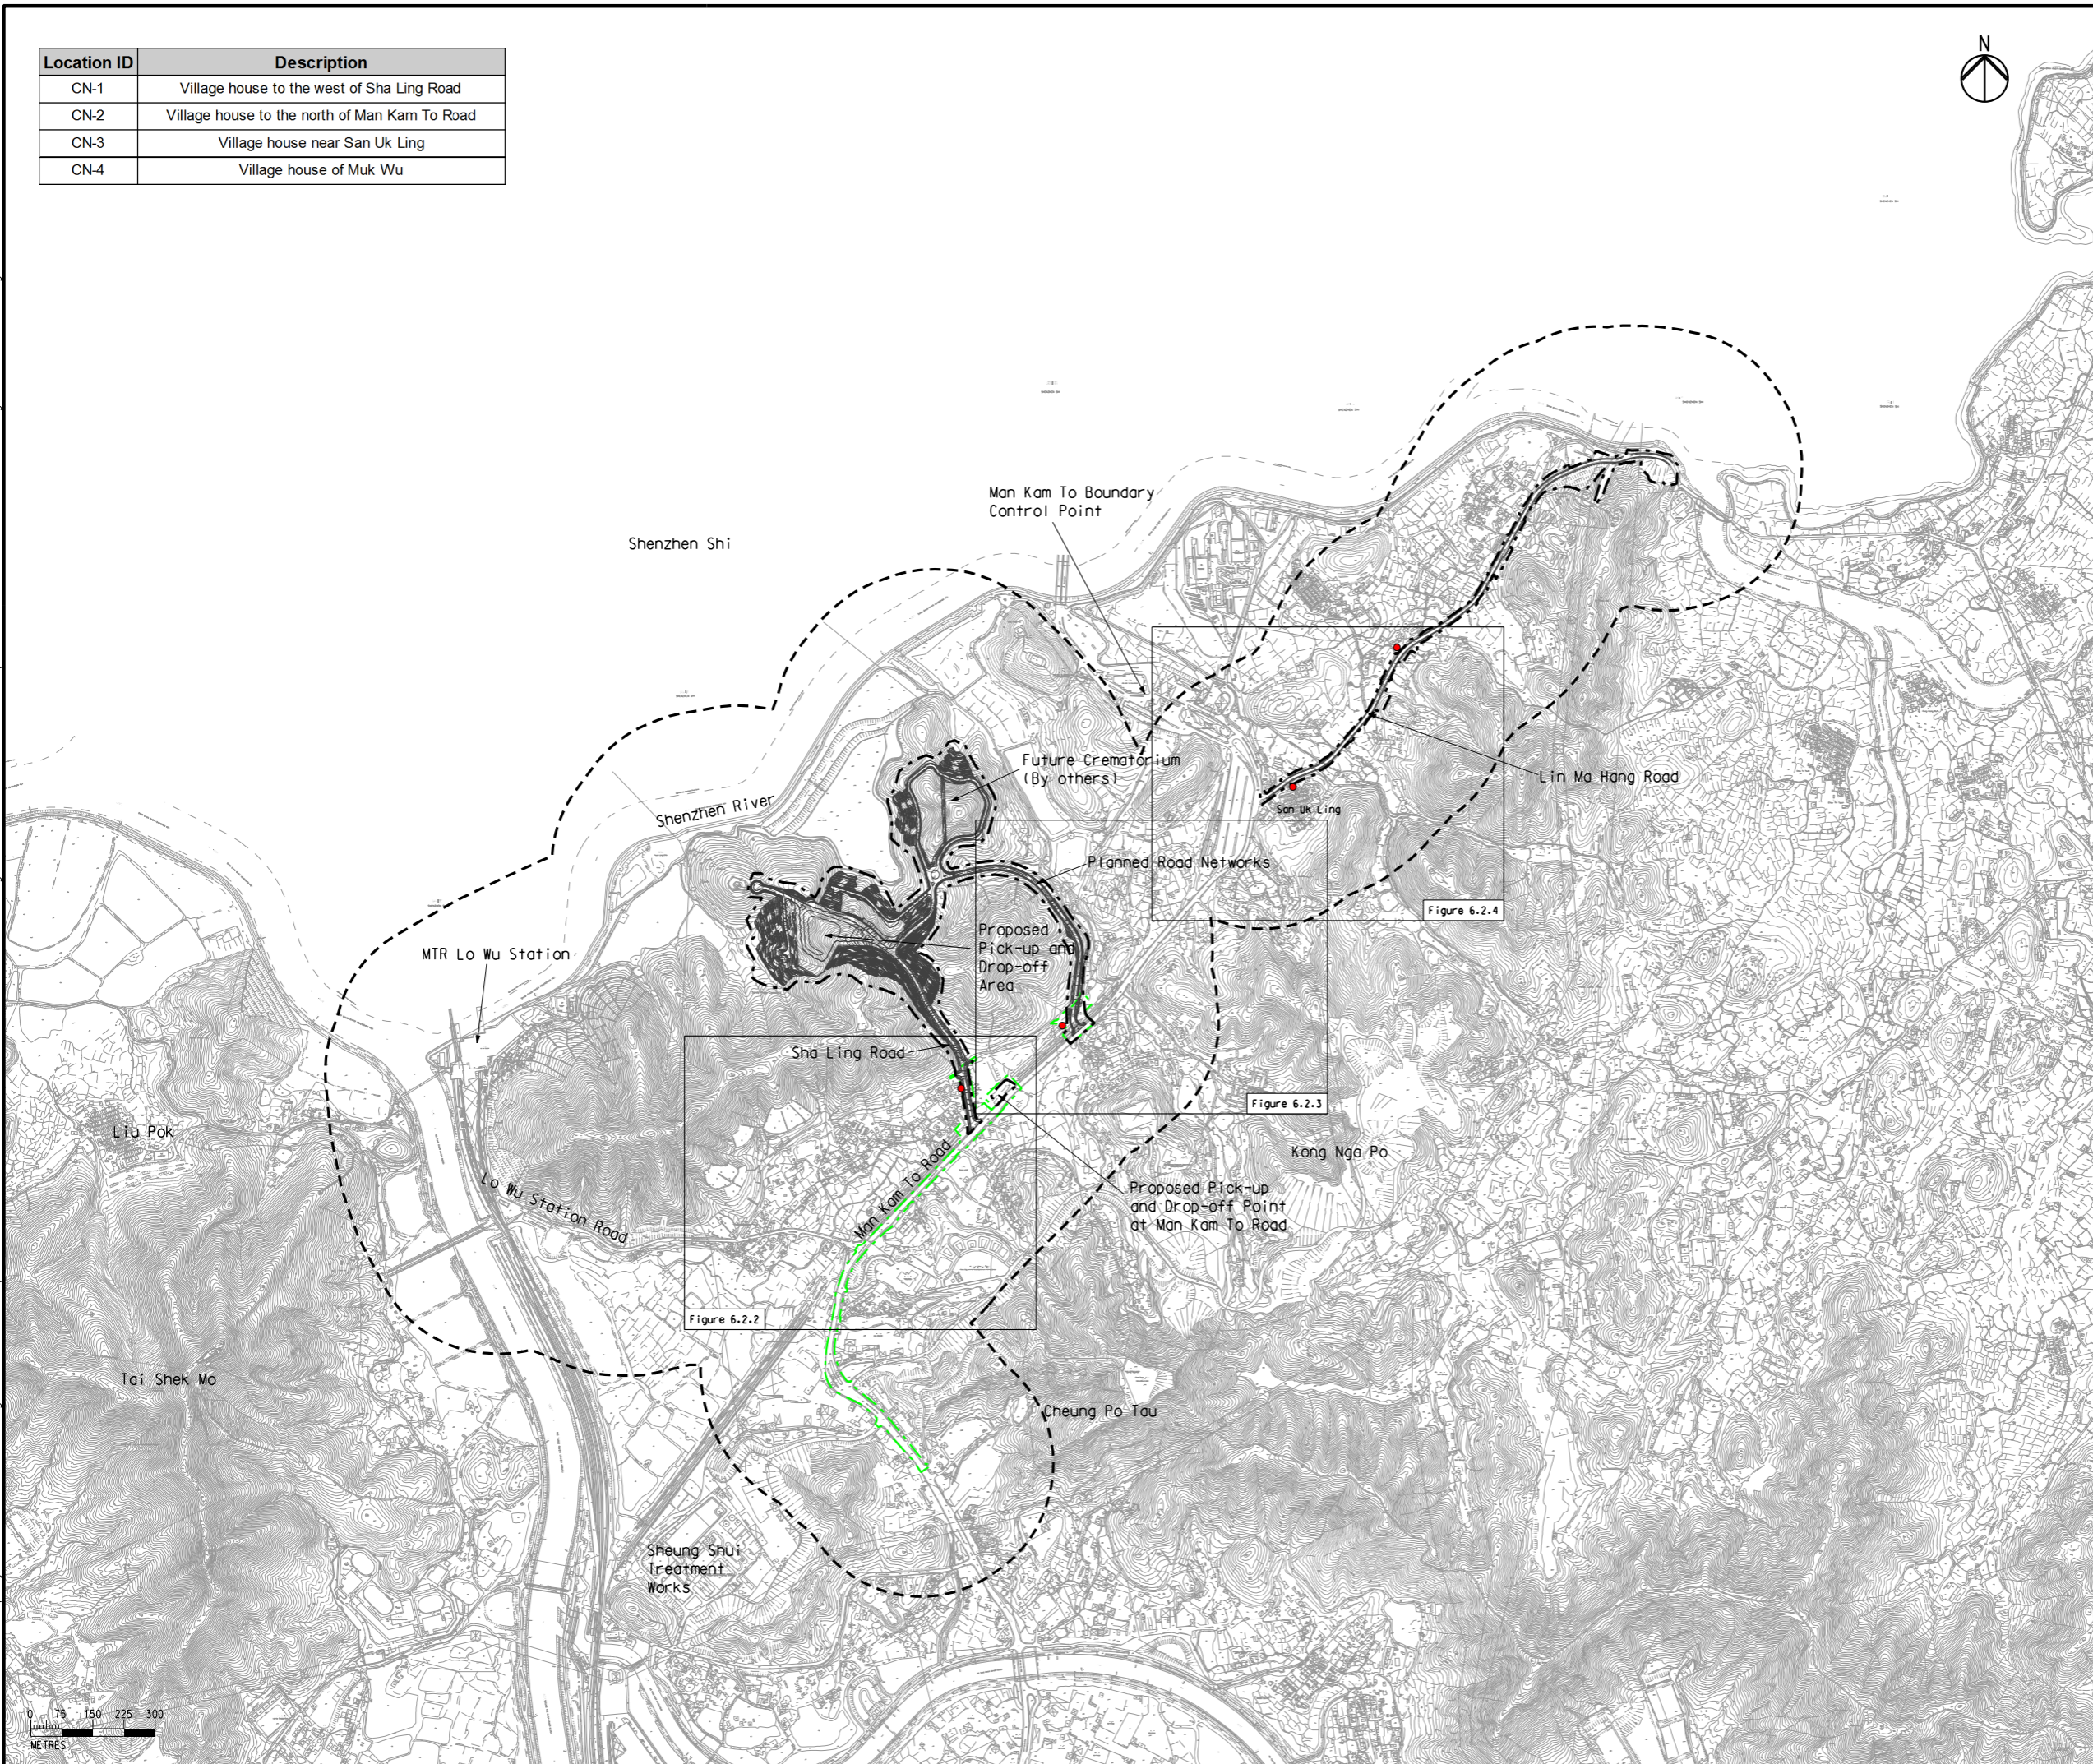 Location ID Description
CN-1 Village house to the west of Sha Ling Road
CN-2 Village house to the north of Man Kam To Road
CN-3 Village house near San Uk Ling
CN-4 Village house of Muk Wu
N
Man Kam To Boundary
Control Point
Shenzhen Shi
Future Crematorium
(By others)
Lin Ma Hang Road
Shenzhen River
San Uk Ling
Planned Road Networks
Figure 6.2.4
Proposed
Pick-up and
Drop-off
Area
MTR Lo Wu Station
Sha Ling Road
Figure 6.2.3
Liu Pok
Kong Nga Po
Man Kam To Road
Lo Wu Station Road
Proposed Pick-up
and Drop-off Point
at Man Kam To Road
Figure 6.2.2
Tai Shek Mo
Cheung Po Tau
Sheung Shui
Treatment
Works
0 75 150 225 300
METRES